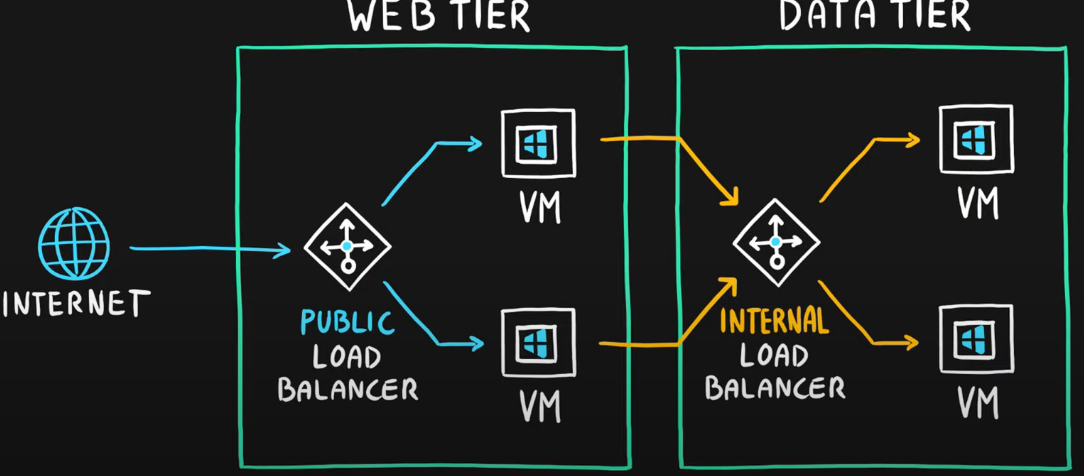 WEB TIER
DATA TIER
VM
VM
INTERNET
PUBLIC
LOAD
BALANCER
INTERNAL
LOAD
BALANCER
VM
VM